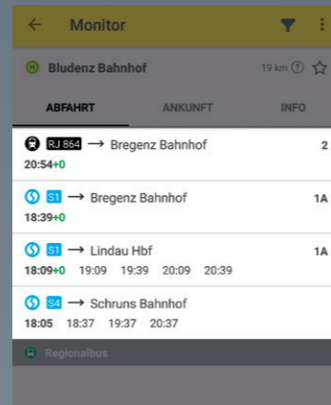 Monitor
H Bludenz Bahnhof 19 km
ABFAHRT ANKUNFT INFO
RJ 864 → Bregenz Bahnhof 2
20:54+0
S1 → Bregenz Bahnhof 1A
18:39+0
S1 → Lindau Hbf 1A
18:09+0 19:09 19:39 20:09 20:39
S4 → Schruns Bahnhof
18:05 18:37 19:37 20:37
Regionalbus